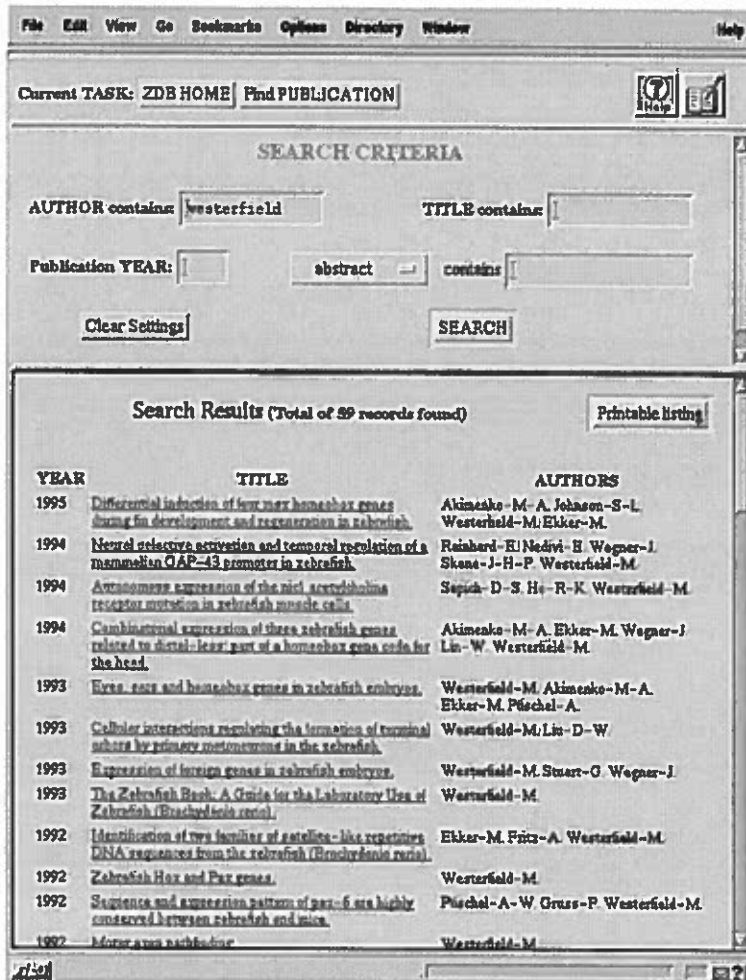 File Edit View Go Bookmarks Options Directory Window Help
Current TASK: ZDB HOME Find PUBLICATION Help
SEARCH CRITERIA
AUTHOR contains: westerfield TITLE contains:
Publication YEAR: abstract contains
Clear Settings SEARCH
Search Results (Total of 59 records found) Printable listing
YEAR TITLE AUTHORS
1995 Differential induction of four msx homeobox genes Akimenko-M-A. Johnson-S-L.
during fin development and regeneration in zebrafish. Westerfield-M. Ekker-M.
1994 Neural selective activation and temporal regulation of a Reinhard-E. Nedivi-E. Wegner-J.
mammalian GAP-43 promoter in zebrafish. Skene-J-H-P. Westerfield-M.
1994 Autonomous expression of the nic1 acetylcholine Sepich-D-S. Ho-R-K. Westerfield-M.
receptor mutation in zebrafish muscle cells.
1994 Combinatorial expression of three zebrafish genes Akimenko-M-A. Ekker-M. Wegner-J.
related to distal-less: part of a homeobox gene code for Lin-W. Westerfield-M.
the head.
1993 Eyes, ears and homeobox genes in zebrafish embryos. Westerfield-M. Akimenko-M-A.
Ekker-M. Püschel-A.
1993 Cellular interactions regulating the formation of terminal Westerfield-M. Liu-D-W.
arbors by primary motoneurons in the zebrafish.
1993 Expression of foreign genes in zebrafish embryos. Westerfield-M. Stuart-G. Wegner-J.
1993 The Zebrafish Book: A Guide for the Laboratory Use of Westerfield-M.
Zebrafish (Brachydanio rerio).
1992 Identification of two families of satellite-like repetitive Ekker-M. Fritz-A. Westerfield-M.
DNA sequences from the zebrafish (Brachydanio rerio).
1992 Zebrafish Hox and Pax genes. Westerfield-M.
1992 Sequence and expression pattern of pax-6 are highly Püschel-A-W. Gruss-P. Westerfield-M.
conserved between zebrafish and mice.
1992 Motor axon pathfinding Westerfield-M.